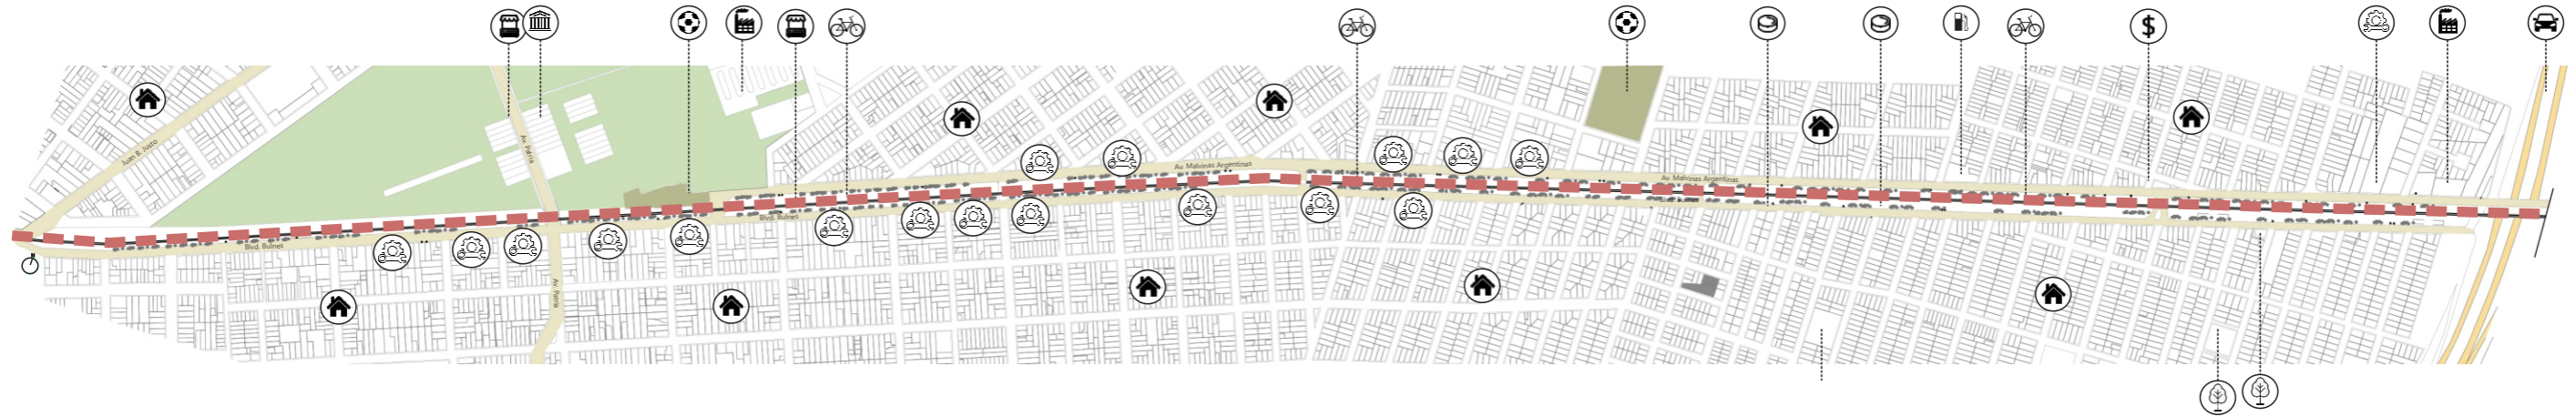 $
Juan B. Justo
Av. Patria
Av. Malvinas Argentinas
Av. Malvinas Argentinas
Blvd. Bulnes
Blvd. Bulnes
Av. Patria